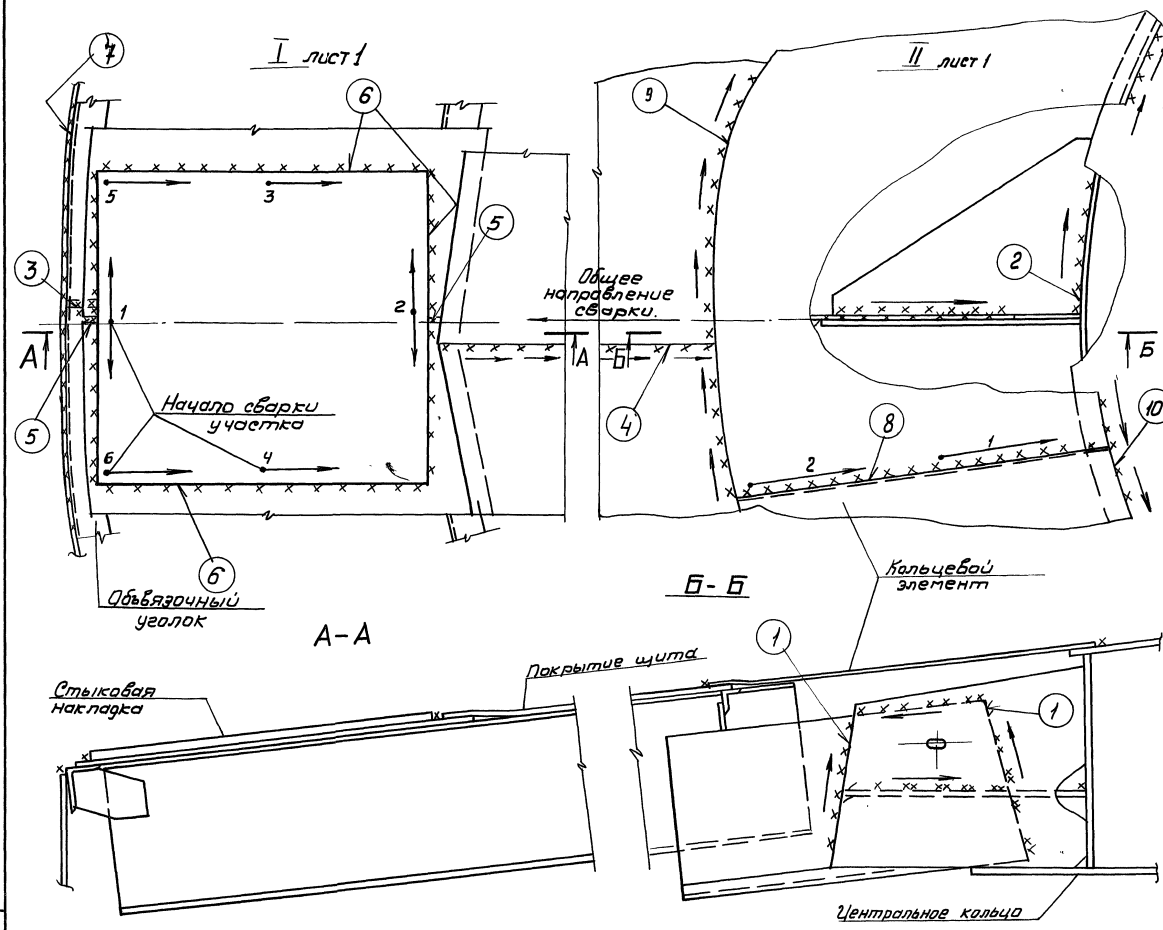 7
I лист 1
6
5
3
3
5
1
2
А
А
Начало сварки
участка
5
6
4
6
Обвязочный
уголок
II лист 1
9
2
Общее
направление
сварки.
Б
Б
4
10
8
1
2
Кольцевой
элемент
А-А
Б-Б
Стыковая
накладка
Покрытие щита
1
1
Центральное кольцо